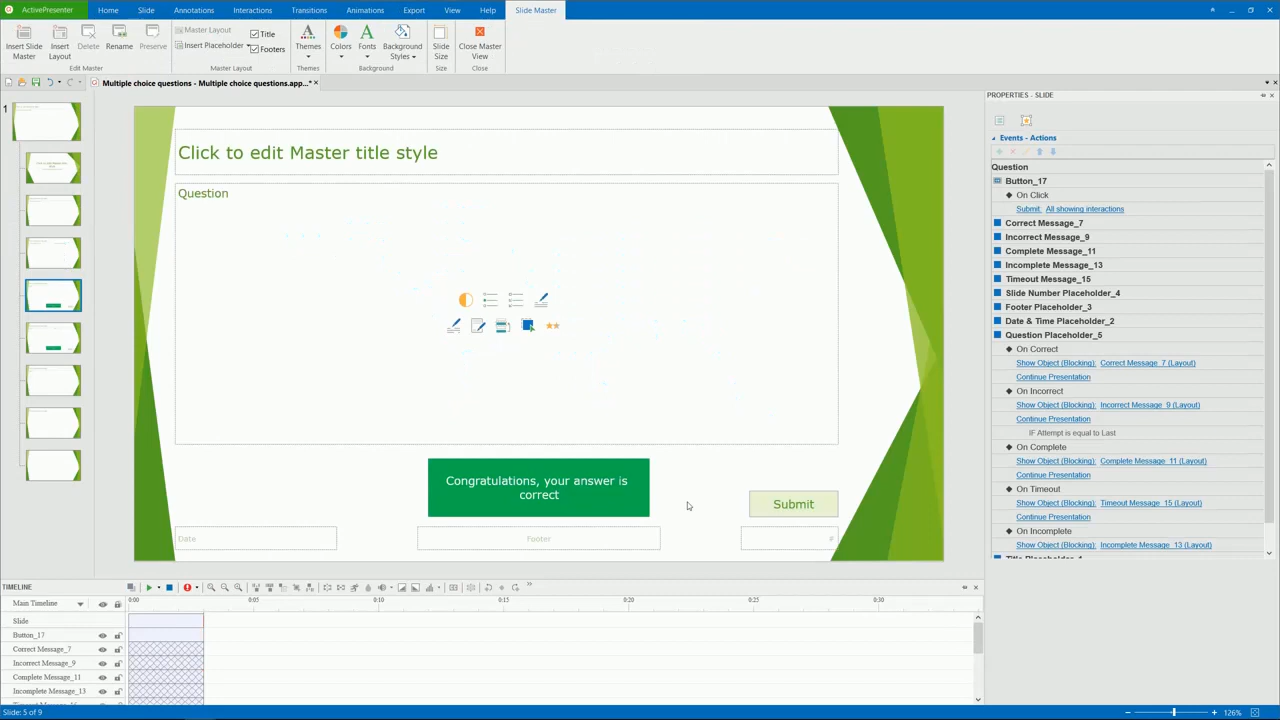 ActivePresenter
Home
Slide
Annotations
Interactions
Transitions
Animations
Export
View
Help
Slide Master
Insert Slide
Master
Insert
Layout
Delete
Rename
Preserve
Edit Master
Master Layout
Insert Placeholder
Title
Footers
Master Layout
Themes
Themes
Colors
Fonts
Background
Styles
Background
Slide
Size
Size
Close Master
View
Close
Multiple choice questions - Multiple choice questions.app...*
1
Click to edit Master title style
Question
Congratulations, your answer is
correct
Submit
Date
Footer
#
PROPERTIES - SLIDE
Events - Actions
Question
Button_17
On Click
Submit: All showing interactions
Correct Message_7
Incorrect Message_9
Complete Message_11
Incomplete Message_13
Timeout Message_15
Slide Number Placeholder_4
Footer Placeholder_3
Date & Time Placeholder_2
Question Placeholder_5
On Correct
Show Object (Blocking): Correct Message_7 (Layout)
Continue Presentation
On Incorrect
Show Object (Blocking): Incorrect Message_9 (Layout)
Continue Presentation
IF Attempt is equal to Last
On Complete
Show Object (Blocking): Complete Message_11 (Layout)
Continue Presentation
On Timeout
Show Object (Blocking): Timeout Message_15 (Layout)
Continue Presentation
On Incomplete
Show Object (Blocking): Incomplete Message_13 (Layout)
TIMELINE
Main Timeline
0:00
0:05
0:10
0:15
0:20
0:25
0:30
Slide
Button_17
Correct Message_7
Incorrect Message_9
Complete Message_11
Incomplete Message_13
Slide: 5 of 9
126%